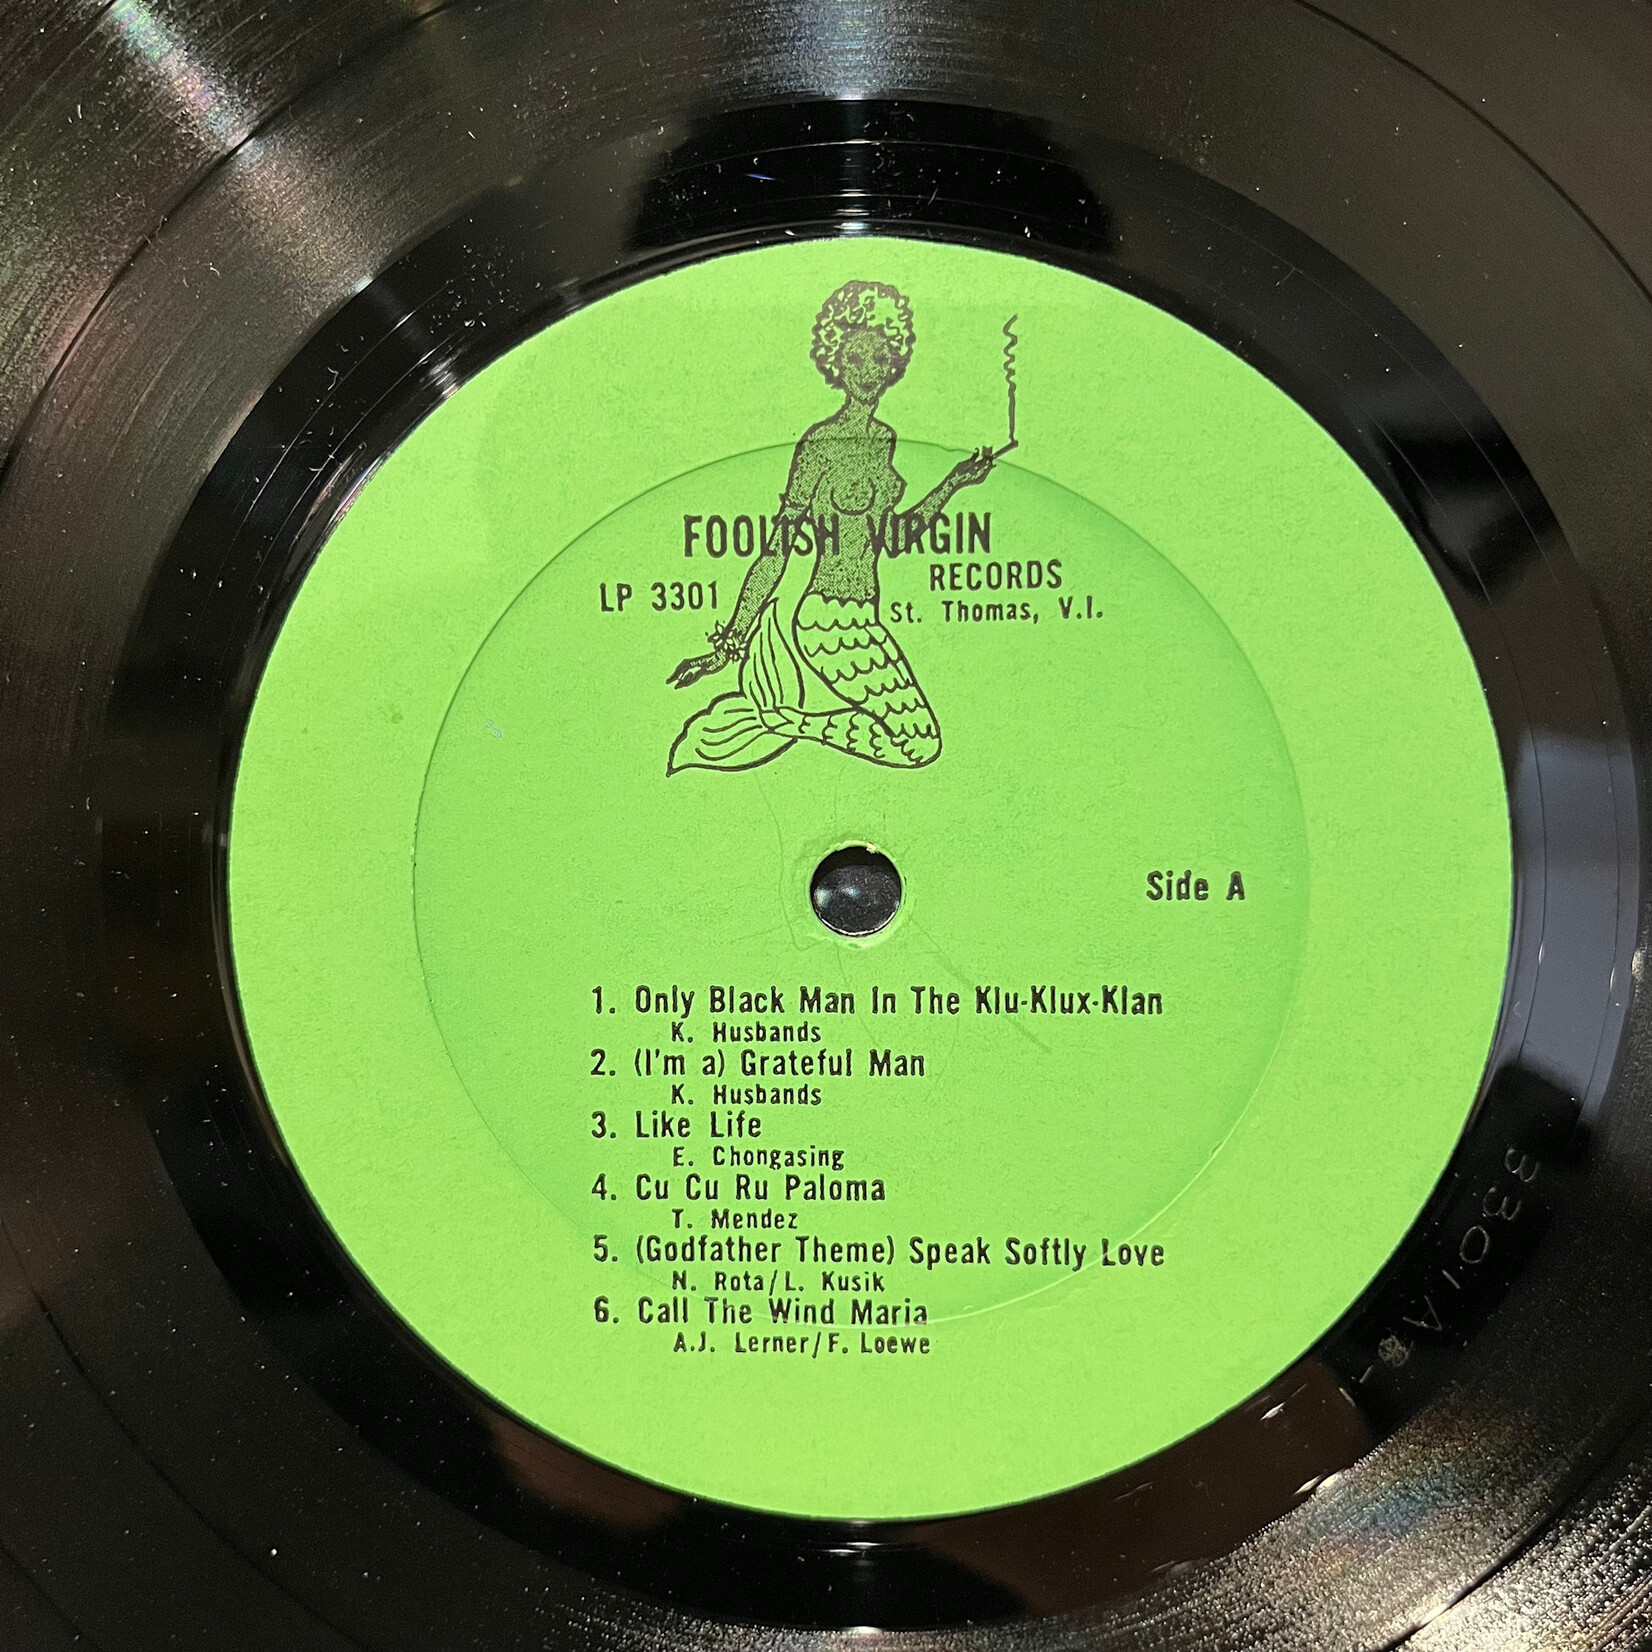 FOOLISH VIRGIN
RECORDS
LP 3301
St. Thomas, V.I.
Side A
1. Only Black Man In The Klu-Klux-Klan
K. Husbands
2. (I'm a) Grateful Man
K. Husbands
3. Like Life
E. Chongasing
4. Cu Cu Ru Paloma
T. Mendez
5. (Godfather Theme) Speak Softly Love
N. Rota/L. Kusik
6. Call The Wind Maria
A.J. Lerner/F. Loewe
3301 A